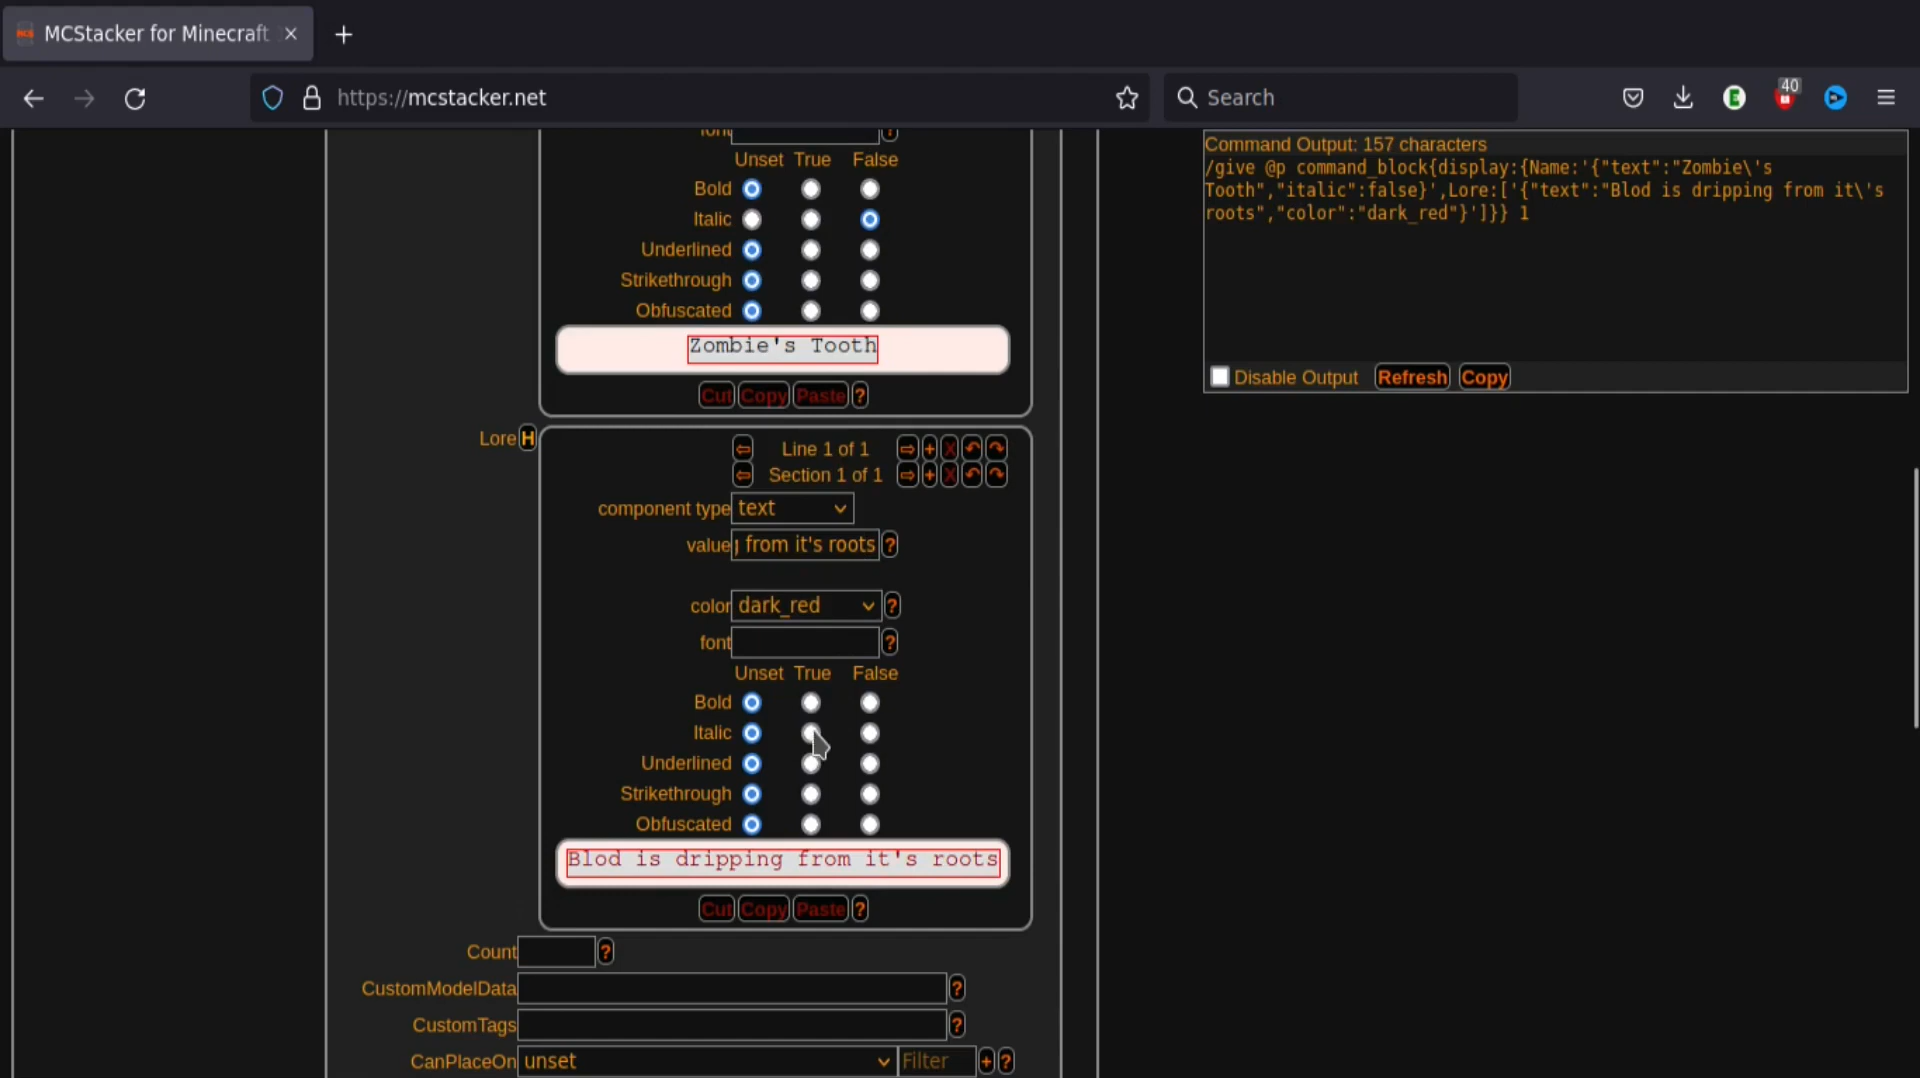 MCStacker for Minecraft
https://mcstacker.net
Search
40
font
?
Unset True False
Bold
Italic
Underlined
Strikethrough
Obfuscated
Zombie's Tooth
Cut Copy Paste ?
Lore H
Line 1 of 1
+ X
Section 1 of 1
+ X
component type text
value from it's roots ?
color dark_red ?
font ?
Unset True False
Bold
Italic
Underlined
Strikethrough
Obfuscated
Blod is dripping from it's roots
Cut Copy Paste ?
Count ?
CustomModelData ?
CustomTags ?
CanPlaceOn unset Filter + ?
Command Output: 157 characters
/give @p command_block{display:{Name:'{"text":"Zombie\'s
Tooth","italic":false}',Lore:['{"text":"Blod is dripping from it\'s
roots","color":"dark_red"}']}} 1
Disable Output Refresh Copy